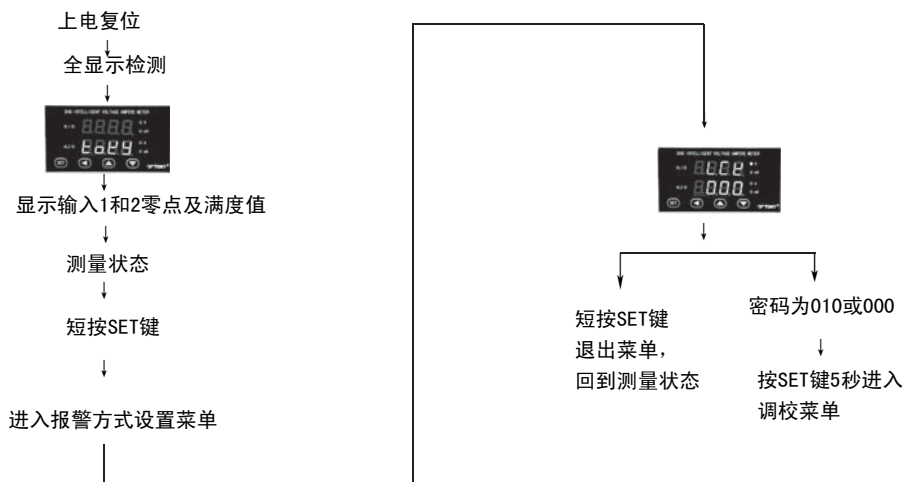 上电复位
全显示检测
显示输入1和2零点及满度值
测量状态
短按SET键
进入报警方式设置菜单
短按SET键
退出菜单，
回到测量状态
密码为010或000
按SET键5秒进入
调校菜单